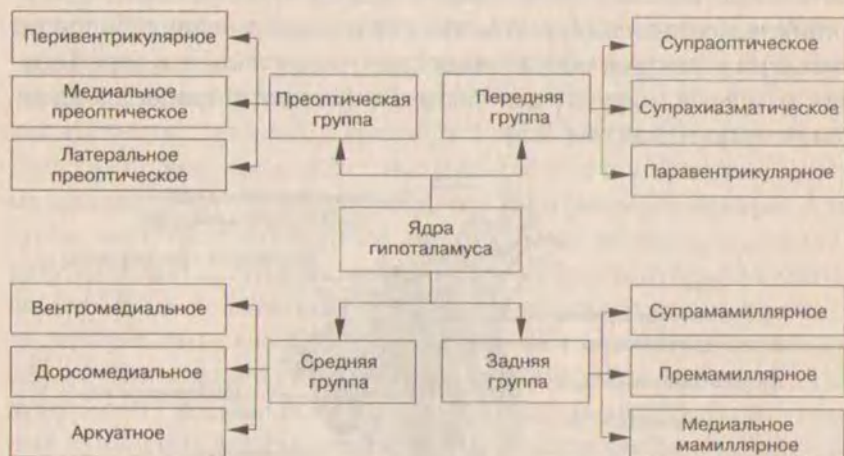 Перивентрикулярное
Медиальное
преоптическое
Латеральное
преоптическое
Преоптическая
группа
Передняя
группа
Супраоптическое
Супрахиазматическое
Паравентрикулярное
Ядра
гипоталамуса
Вентромедиальное
Дорсомедиальное
Аркуатное
Средняя
группа
Задняя
группа
Супрамамиллярное
Премамиллярное
Медиальное
мамиллярное